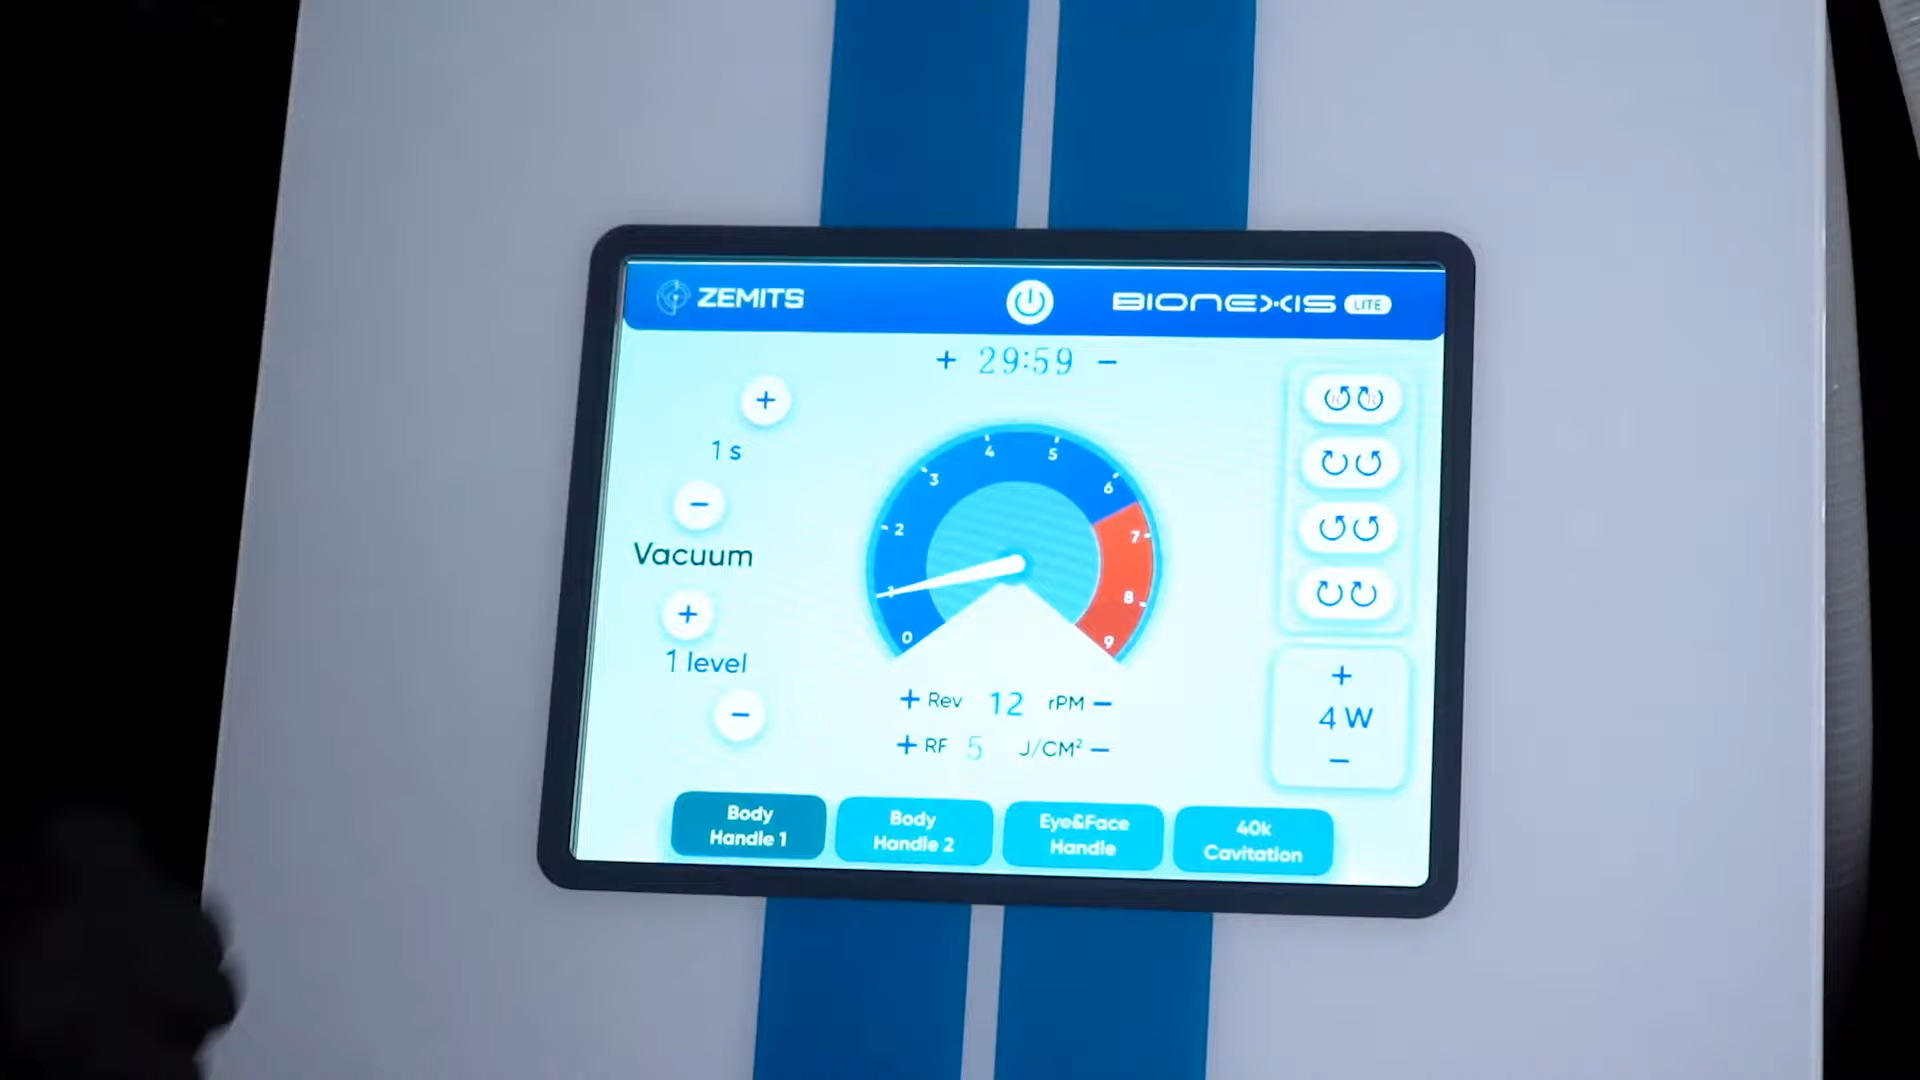 ZEMITS
BIONEXIS LITE
+ 29:59 −
+
1 s
−
Vacuum
+
1 level
−
0 1 2 3 4 5 6 7 8 9
+ Rev 12 rPM −
+ RF 5 J/CM² −
+
4 W
−
Body
Handle 1
Body
Handle 2
Eye&Face
Handle
40k
Cavitation